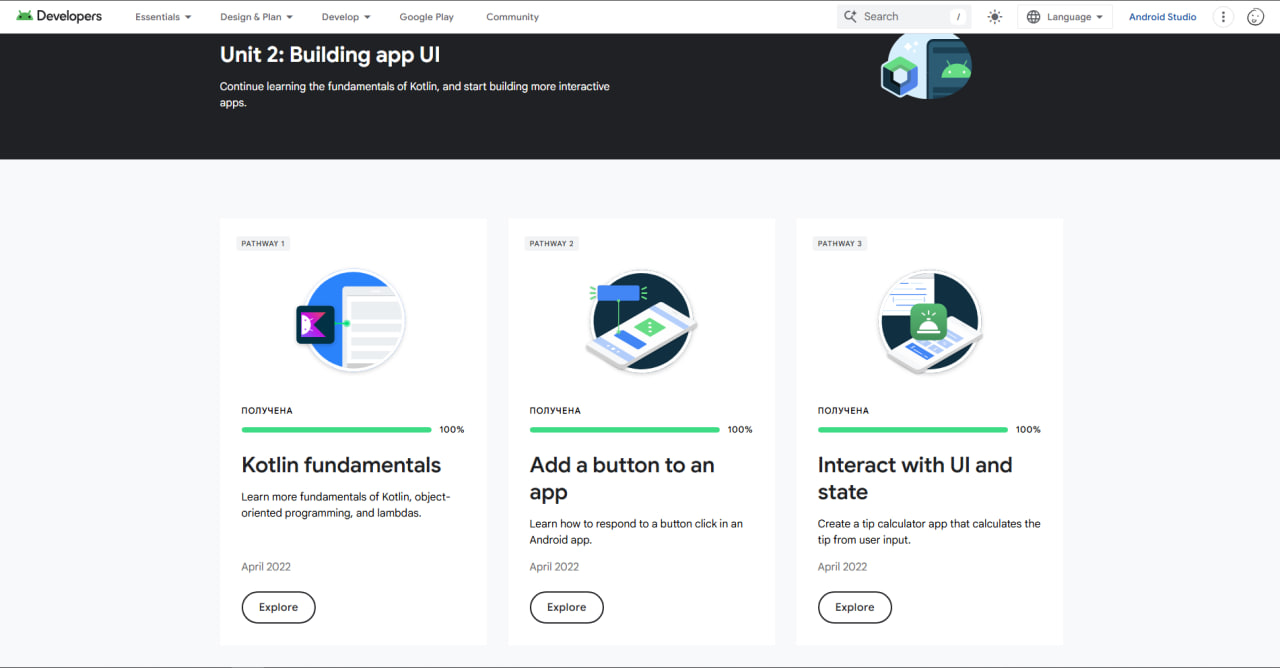 Developers Essentials Design & Plan Develop Google Play Community Search / Language Android Studio
Unit 2: Building app UI
Continue learning the fundamentals of Kotlin, and start building more interactive
apps.
PATHWAY 1
ПОЛУЧЕНА
100%
Kotlin fundamentals
Learn more fundamentals of Kotlin, object-
oriented programming, and lambdas.
April 2022
Explore
PATHWAY 2
ПОЛУЧЕНА
100%
Add a button to an
app
Learn how to respond to a button click in an
Android app.
April 2022
Explore
PATHWAY 3
ПОЛУЧЕНА
100%
Interact with UI and
state
Create a tip calculator app that calculates the
tip from user input.
April 2022
Explore